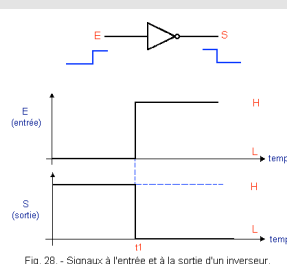 E S
E
(entrée)
H
L
temp
S
(sortie)
H
L
temp
t1
Fig. 28. - Signaux à l'entrée et à la sortie d'un inverseur.